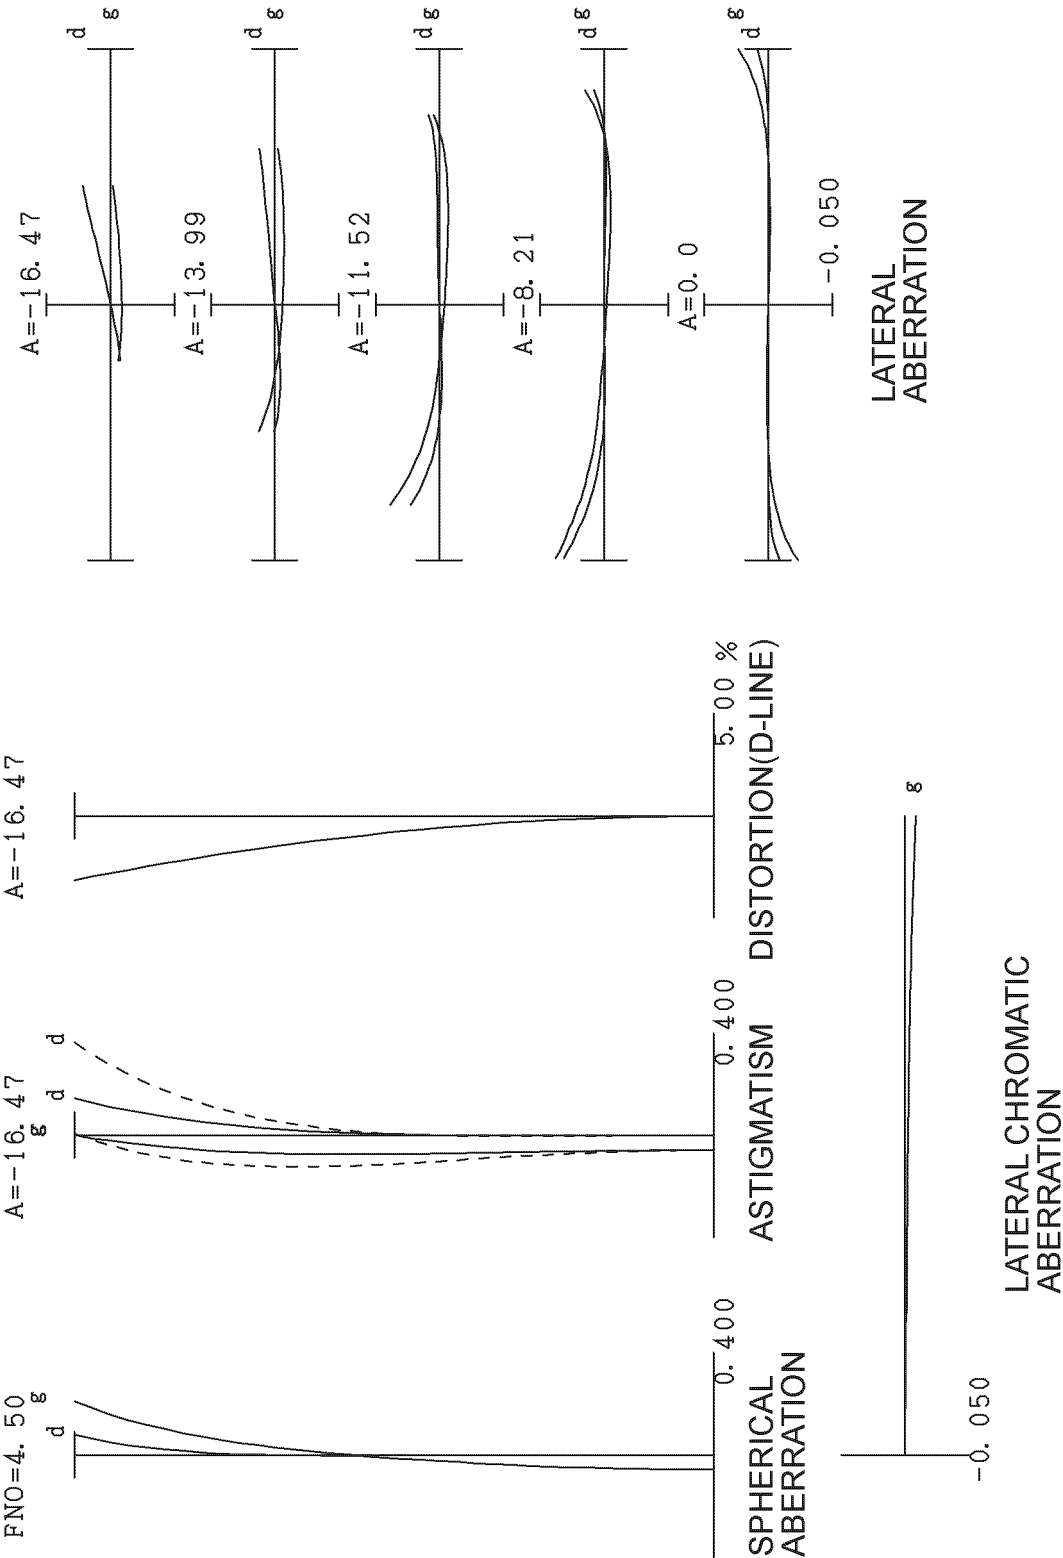 FNO=4.50
d
g
0.400
SPHERICAL
ABERRATION
A=-16.47
g
d
d
0.400
ASTIGMATISM
A=-16.47
5.00 %
DISTORTION(D-LINE)
g
-0.050
LATERAL CHROMATIC
ABERRATION
A=-16.47
d
g
A=-13.99
d
g
A=-11.52
d
g
A=-8.21
d
g
A=0.0
d
g
-0.050
LATERAL
ABERRATION